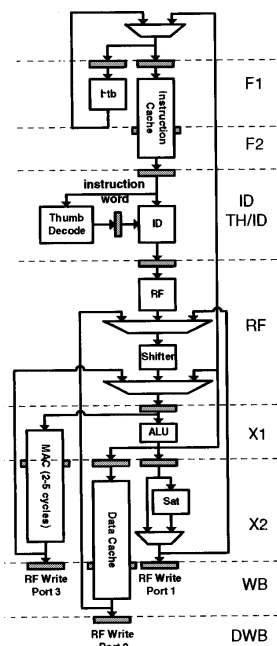 F1
Btb
Instruction
Cache
F2
instruction
word
ID
TH/ID
Thumb
Decode
ID
RF
RF
Shifter
X1
ALU
MAC (2-5 cycles)
Sat
Data Cache
X2
RF Write
Port 3
RF Write
Port 1
WB
RF Write
DWB